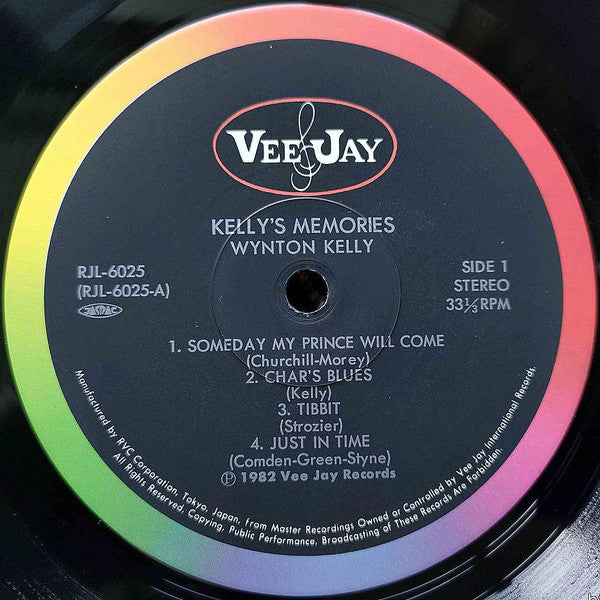 VEE JAY
KELLY'S MEMORIES
WYNTON KELLY
RJL-6025
(RJL-6025-A)
JASRAC
SIDE 1
STEREO
33⅓ RPM
1. SOMEDAY MY PRINCE WILL COME
(Churchill-Morey)
2. CHAR'S BLUES
(Kelly)
3. TIBBIT
(Strozier)
4. JUST IN TIME
(Comden-Green-Styne)
Ⓟ 1982 Vee Jay Records
Manufactured by RVC Corporation, Tokyo, Japan, from Master Recordings Owned or Controlled by Vee Jay International Records.
All Rights Reserved, Copying, Public Performance, Broadcasting of These Records Are Forbidden.